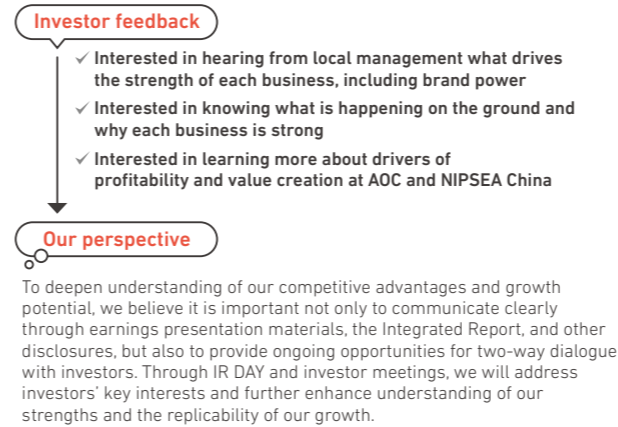 Investor feedback
✓ Interested in hearing from local management what drives
the strength of each business, including brand power
✓ Interested in knowing what is happening on the ground and
why each business is strong
✓ Interested in learning more about drivers of
profitability and value creation at AOC and NIPSEA China
Our perspective
To deepen understanding of our competitive advantages and growth
potential, we believe it is important not only to communicate clearly
through earnings presentation materials, the Integrated Report, and other
disclosures, but also to provide ongoing opportunities for two-way dialogue
with investors. Through IR DAY and investor meetings, we will address
investors’ key interests and further enhance understanding of our
strengths and the replicability of our growth.